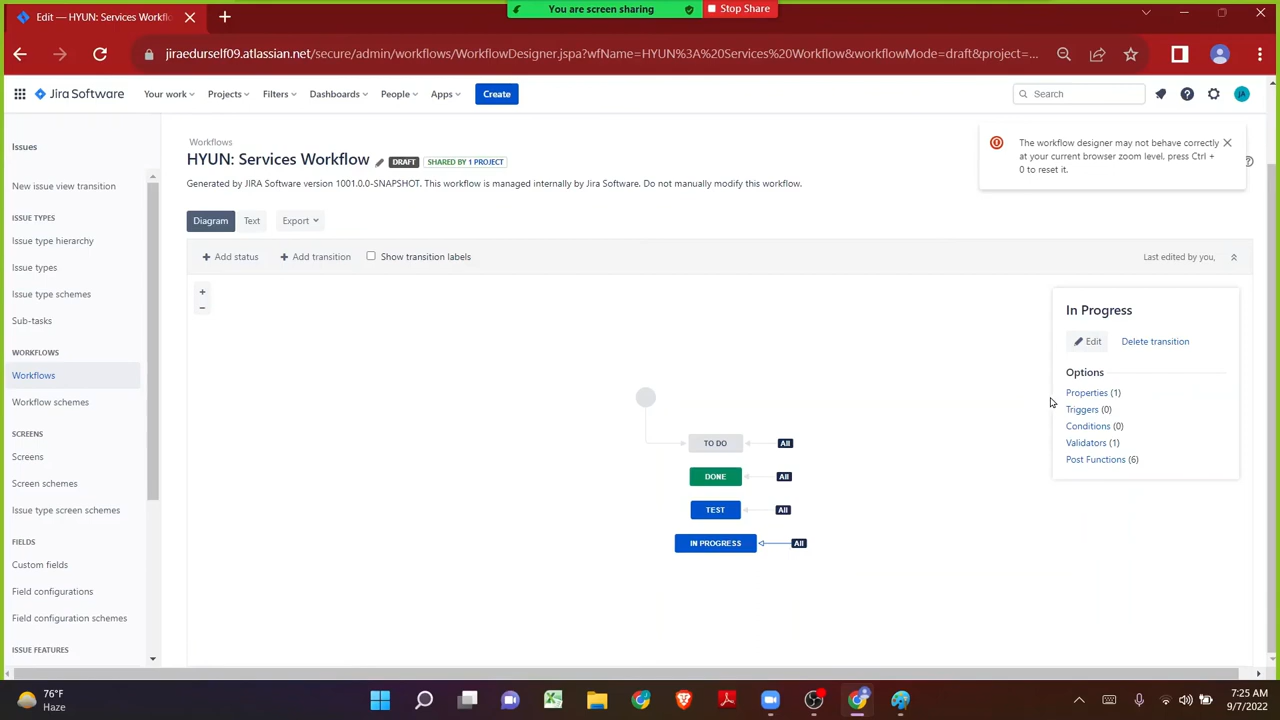 You are screen sharing
Stop Share
Edit — HYUN: Services Workflo
jiraedurself09.atlassian.net/secure/admin/workflows/WorkflowDesigner.jspa?wfName=HYUN%3A%20Services%20Workflow&workflowMode=draft&project=...
Jira Software
Your work
Projects
Filters
Dashboards
People
Apps
Create
Search
JA
Issues
New issue view transition
ISSUE TYPES
Issue type hierarchy
Issue types
Issue type schemes
Sub-tasks
WORKFLOWS
Workflows
Workflow schemes
SCREENS
Screens
Screen schemes
Issue type screen schemes
FIELDS
Custom fields
Field configurations
Field configuration schemes
ISSUE FEATURES
Workflows
HYUN: Services Workflow
DRAFT
SHARED BY 1 PROJECT
Generated by JIRA Software version 1001.0.0-SNAPSHOT. This workflow is managed internally by Jira Software. Do not manually modify this workflow.
The workflow designer may not behave correctly
at your current browser zoom level, press Ctrl +
0 to reset it.
Diagram
Text
Export
Add status
Add transition
Show transition labels
Last edited by you,
TO DO
All
DONE
All
TEST
All
IN PROGRESS
All
In Progress
Edit
Delete transition
Options
Properties (1)
Triggers (0)
Conditions (0)
Validators (1)
Post Functions (6)
76°F
Haze
7:25 AM
9/7/2022